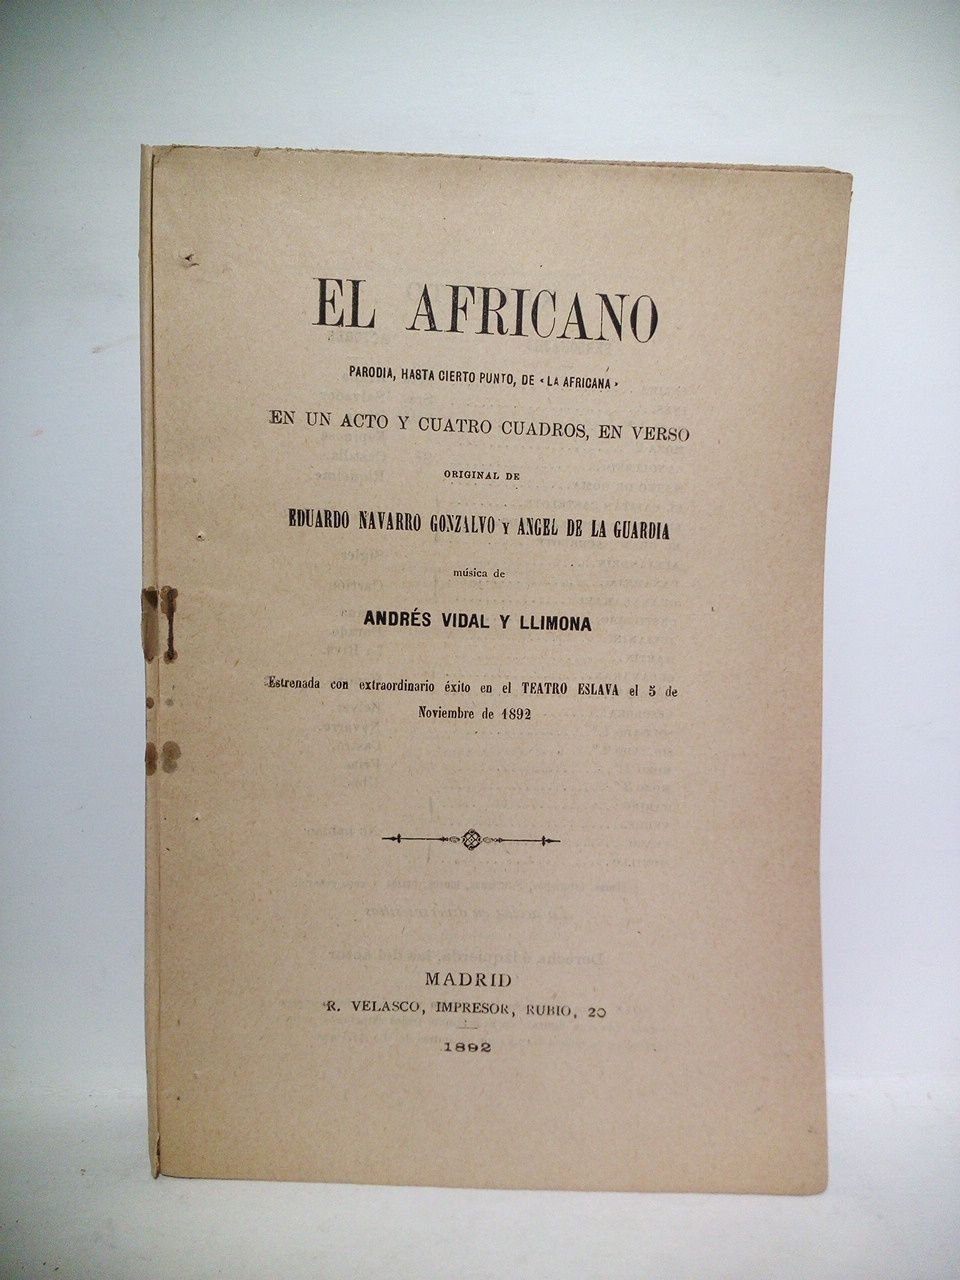 EL AFRICANO
PARODIA, HASTA CIERTO PUNTO, DE «LA AFRICANA»
EN UN ACTO Y CUATRO CUADROS, EN VERSO
ORIGINAL DE
EDUARDO NAVARRO GONZALVO Y ANGEL DE LA GUARDIA
música de
ANDRÉS VIDAL Y LLIMONA
Estrenada con extraordinario éxito en el TEATRO ESLAVA el 5 de
Noviembre de 1892
MADRID
R. VELASCO, IMPRESOR, RUBIO, 20
1892